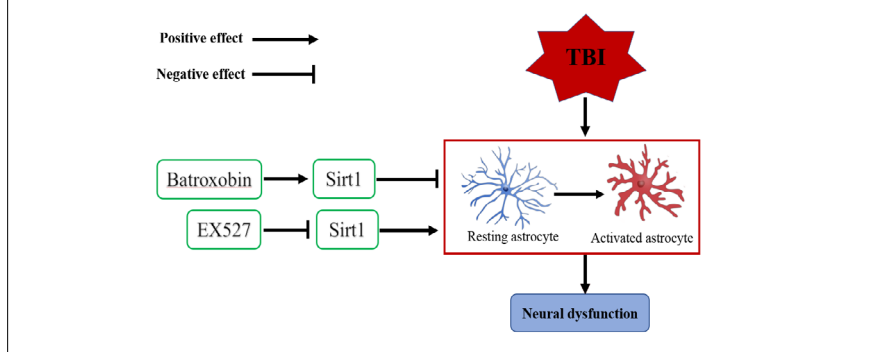 Positive effect
Negative effect
TBI
Batroxobin
Sirt1
EX527
Sirt1
Resting astrocyte
Activated astrocyte
Neural dysfunction